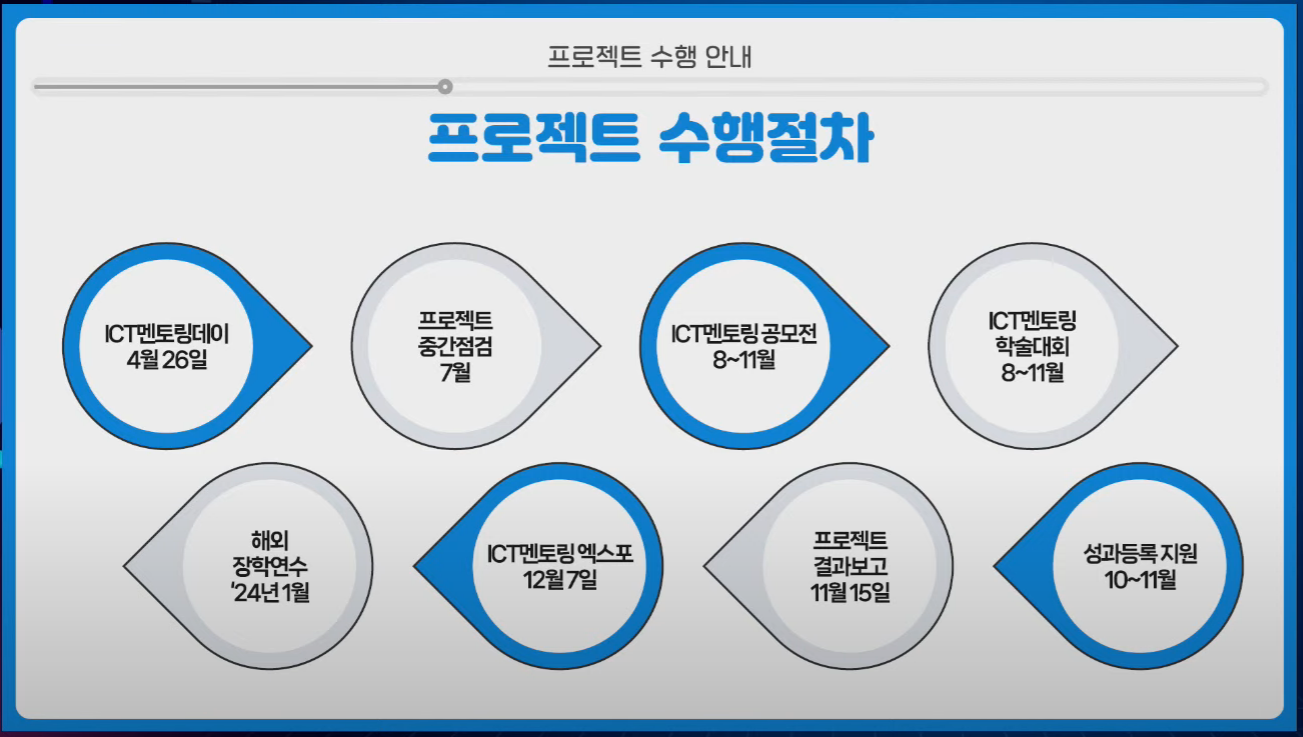 프로젝트 수행 안내
프로젝트 수행절차
ICT멘토링데이
4월 26일
프로젝트
중간점검
7월
ICT멘토링 공모전
8~11월
ICT멘토링
학술대회
8~11월
해외
장학연수
'24년 1월
ICT멘토링 엑스포
12월 7일
프로젝트
결과보고
11월 15일
성과등록 지원
10~11월